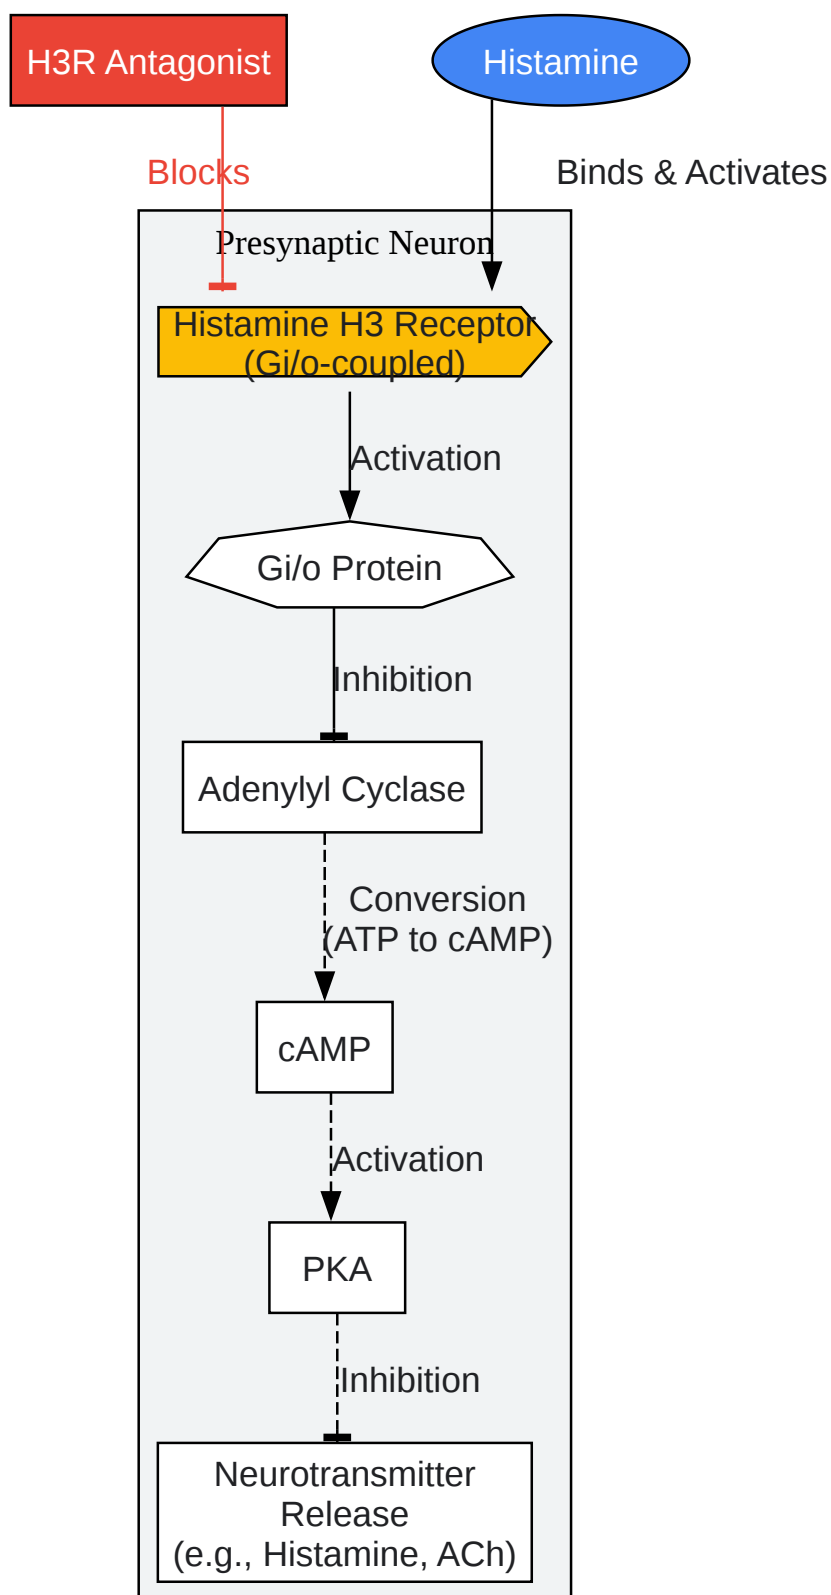 H3R Antagonist
Histamine
Blocks
Binds & Activates
Presynaptic Neuron
Histamine H3 Receptor
(Gi/o-coupled)
Activation
Gi/o Protein
Inhibition
Adenylyl Cyclase
Conversion
(ATP to cAMP)
cAMP
Activation
PKA
Inhibition
Neurotransmitter
Release
(e.g., Histamine, ACh)